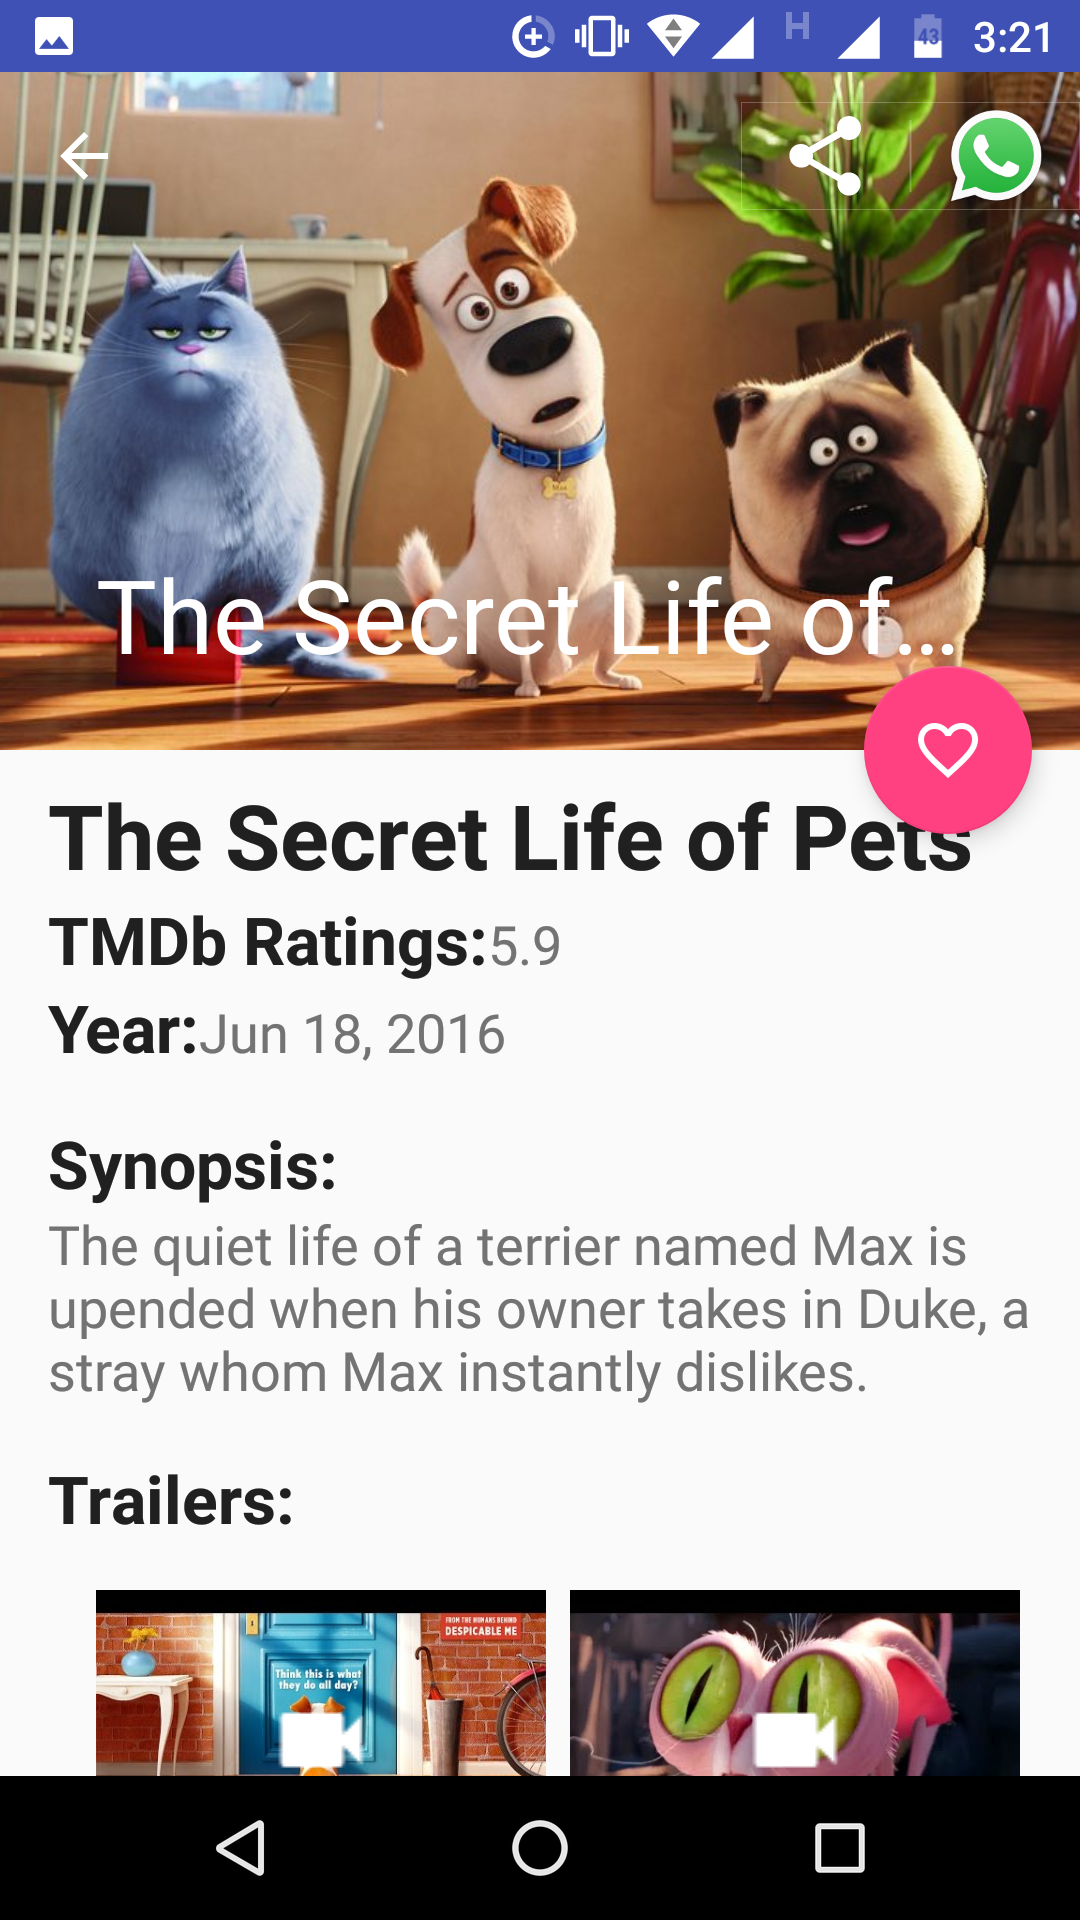 H
43
3:21
Max
The Secret Life of...
The Secret Life of Pets
TMDb Ratings:5.9
Year:Jun 18, 2016
Synopsis:
The quiet life of a terrier named Max is
upended when his owner takes in Duke, a
stray whom Max instantly dislikes.
Trailers:
FROM THE HUMANS BEHIND
DESPICABLE ME
Think this is what
they do all day?